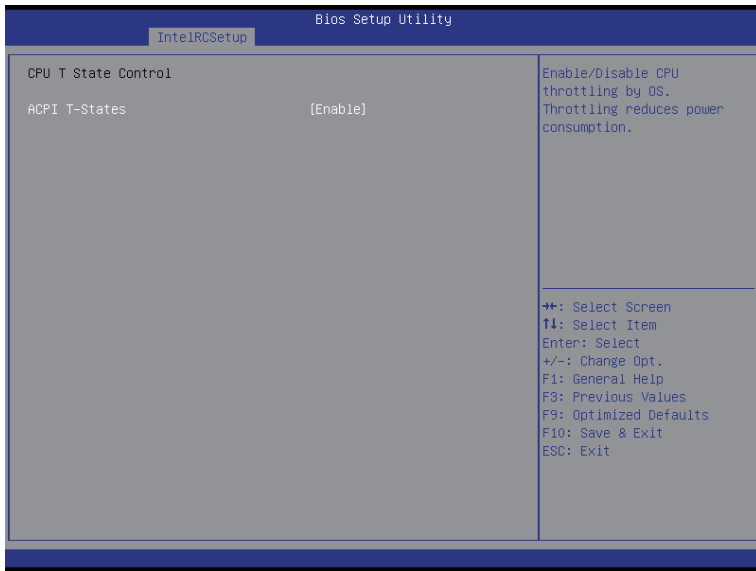 Bios Setup Utility
IntelRCSetup
CPU T State Control
ACPI T-States [Enable]
Enable/Disable CPU
throttling by OS.
Throttling reduces power
consumption.
→←: Select Screen
↑↓: Select Item
Enter: Select
+/-: Change Opt.
F1: General Help
F3: Previous Values
F9: Optimized Defaults
F10: Save & Exit
ESC: Exit